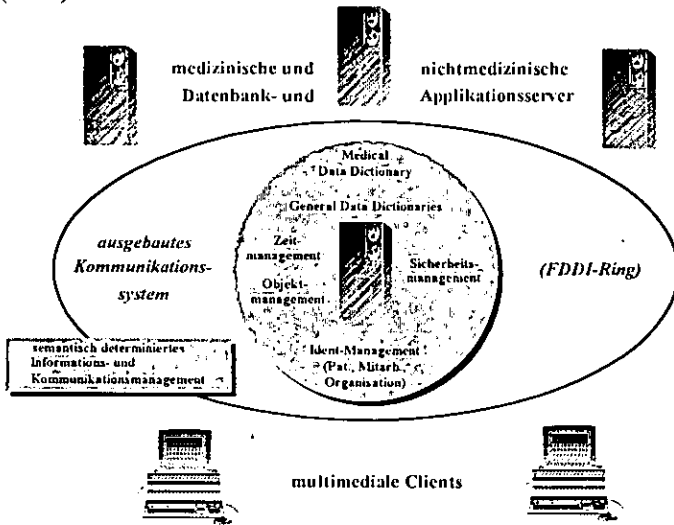 medizinische und
Datenbank- und
nichtmedizinische
Applikationsserver
Medical
Data Dictionary
General Data Dictionaries
Zeit-
management
Objekt-
management
Sicherheits-
management
Ident-Management
(Pat., Mitarb.,
Organisation)
ausgebautes
Kommunikations-
system
(FDDI-Ring)
semantisch determiniertes
Informations- und
Kommunikationsmanagement
multimediale Clients